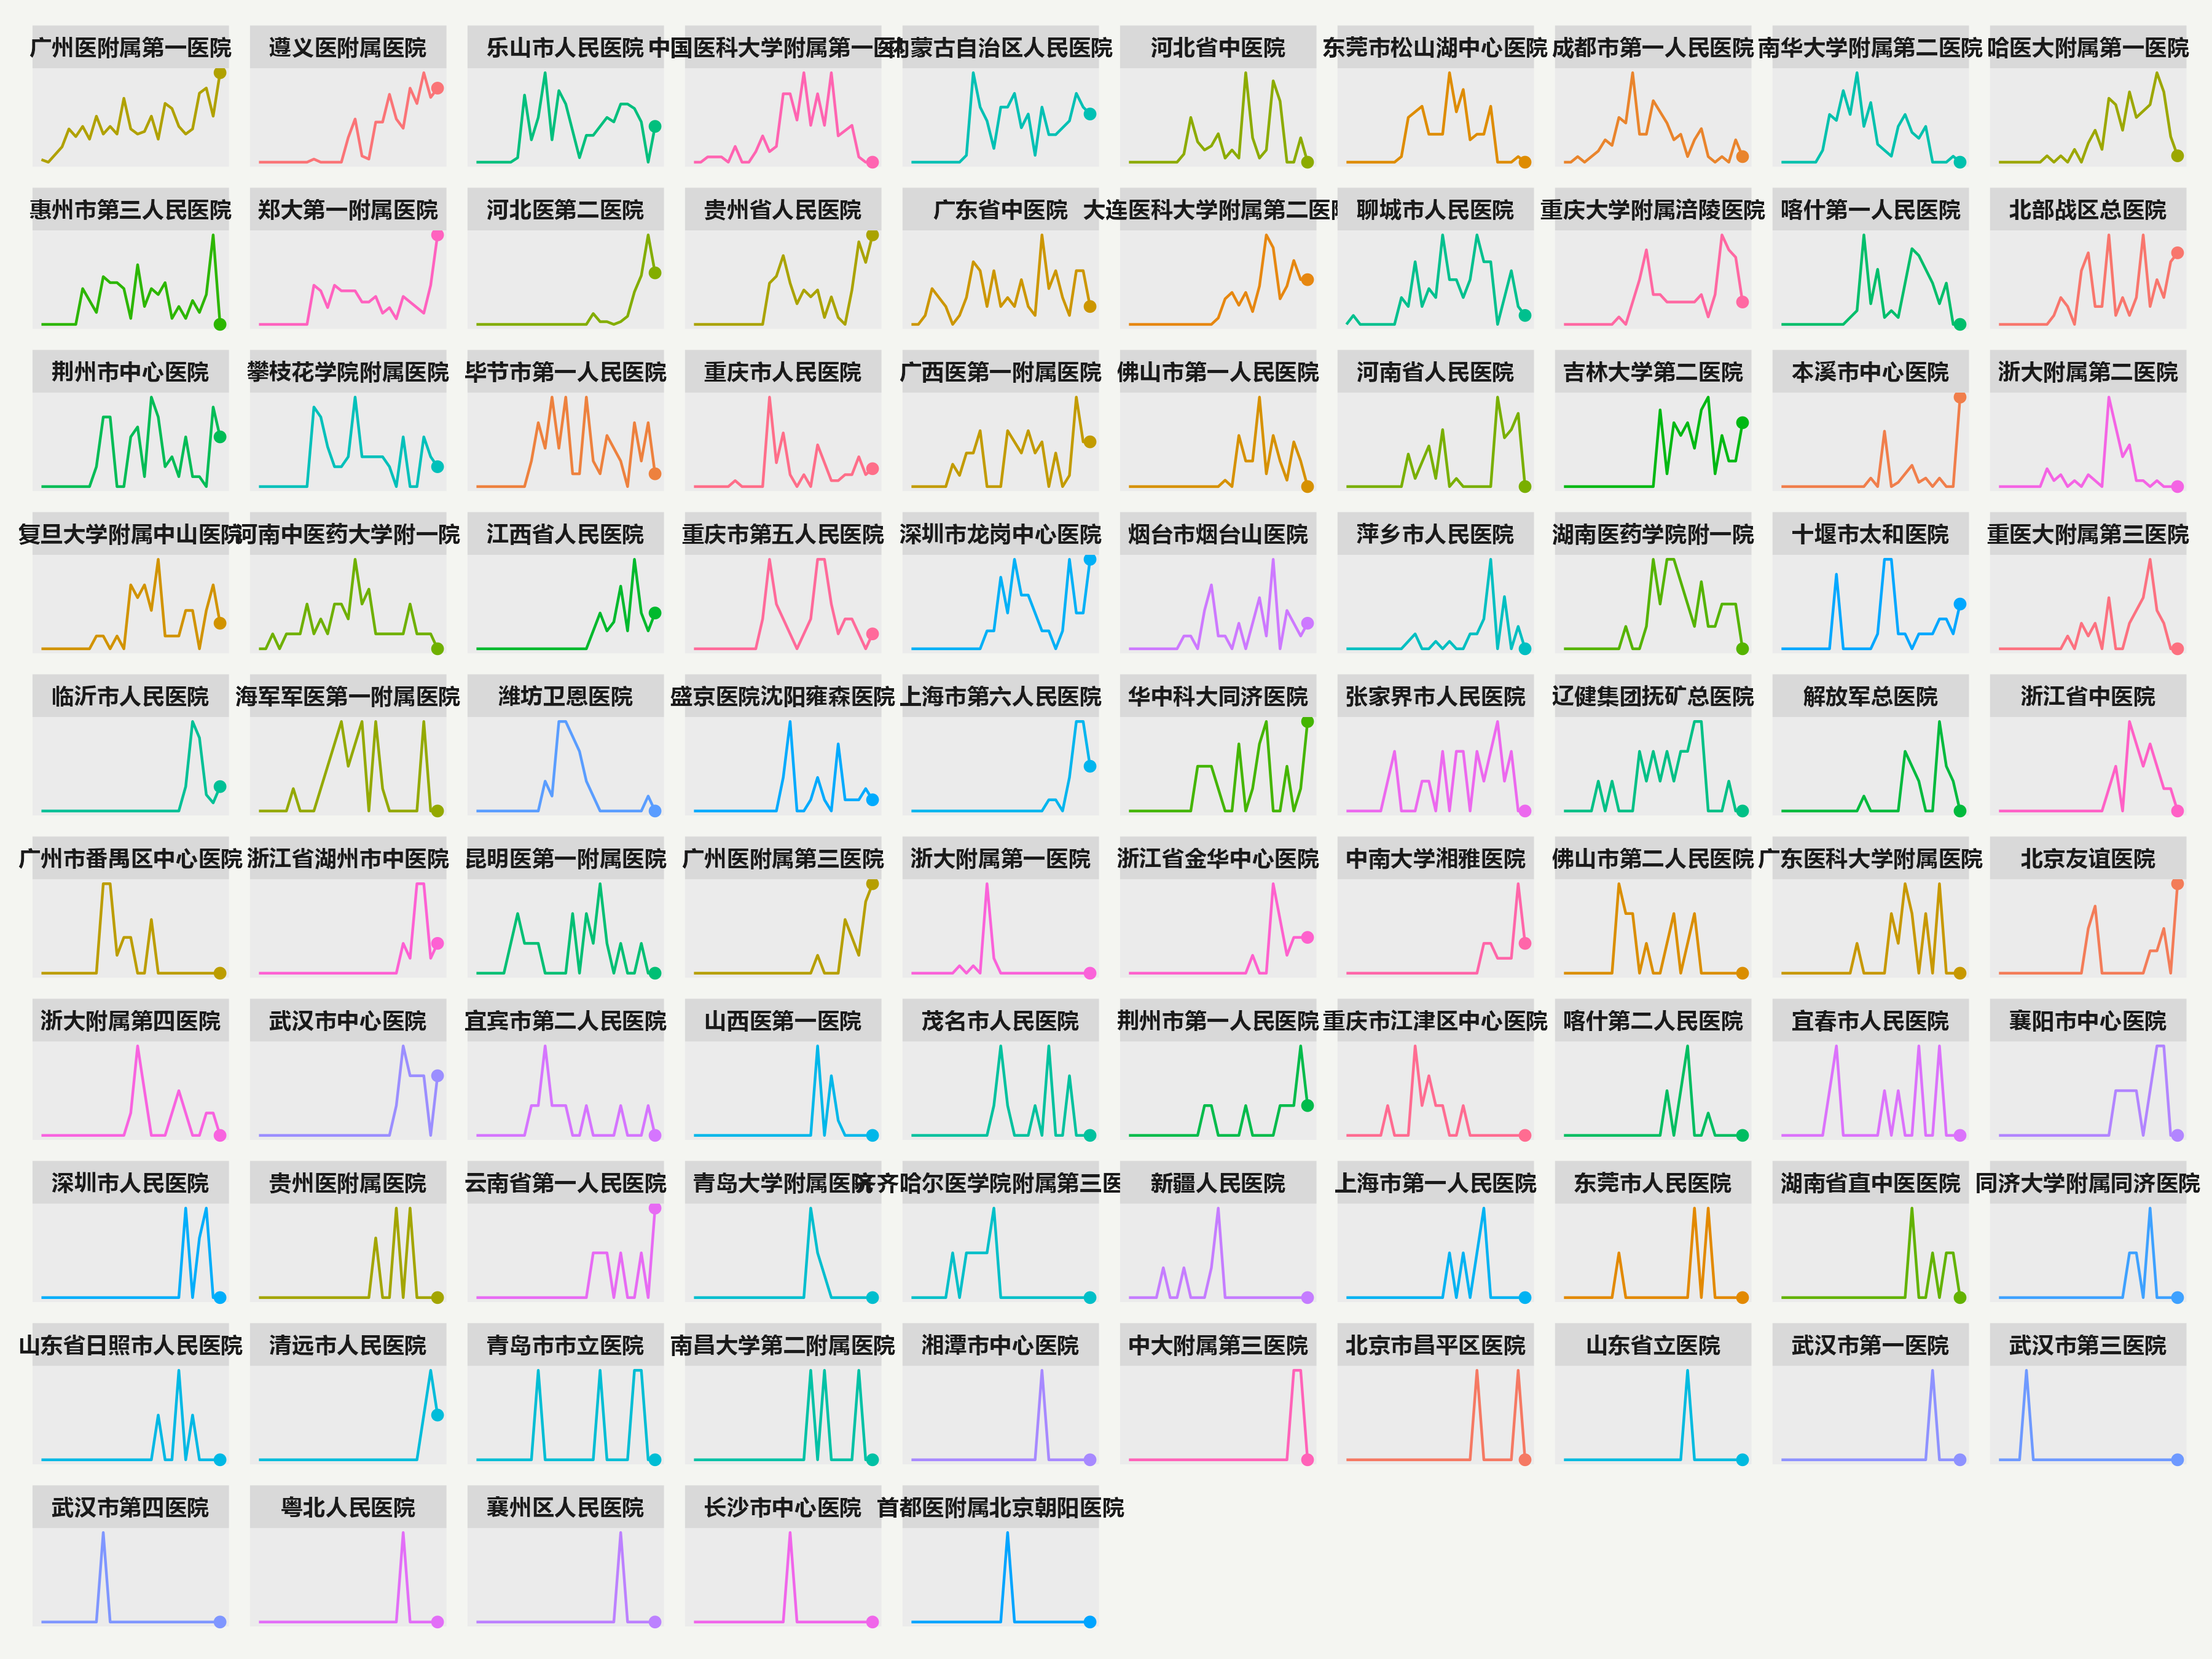 广州医附属第一医院
遵义医附属医院
乐山市人民医院
中国医科大学附属第一医
内蒙古自治区人民医院
河北省中医院
东莞市松山湖中心医院
成都市第一人民医院
南华大学附属第二医院
哈医大附属第一医院
惠州市第三人民医院
郑大第一附属医院
河北医第二医院
贵州省人民医院
广东省中医院
大连医科大学附属第二医院
聊城市人民医院
重庆大学附属涪陵医院
喀什第一人民医院
北部战区总医院
荆州市中心医院
攀枝花学院附属医院
毕节市第一人民医院
重庆市人民医院
广西医第一附属医院
佛山市第一人民医院
河南省人民医院
吉林大学第二医院
本溪市中心医院
浙大附属第二医院
复旦大学附属中山医院
河南中医药大学附一院
江西省人民医院
重庆市第五人民医院
深圳市龙岗中心医院
烟台市烟台山医院
萍乡市人民医院
湖南医药学院附一院
十堰市太和医院
重医大附属第三医院
临沂市人民医院
海军军医第一附属医院
潍坊卫恩医院
盛京医院沈阳雍森医院
上海市第六人民医院
华中科大同济医院
张家界市人民医院
辽健集团抚矿总医院
解放军总医院
浙江省中医院
广州市番禺区中心医院
浙江省湖州市中医院
昆明医第一附属医院
广州医附属第三医院
浙大附属第一医院
浙江省金华中心医院
中南大学湘雅医院
佛山市第二人民医院
广东医科大学附属医院
北京友谊医院
浙大附属第四医院
武汉市中心医院
宜宾市第二人民医院
山西医第一医院
茂名市人民医院
荆州市第一人民医院
重庆市江津区中心医院
喀什第二人民医院
宜春市人民医院
襄阳市中心医院
深圳市人民医院
贵州医附属医院
云南省第一人民医院
青岛大学附属医院
齐齐哈尔医学院附属第三医
新疆人民医院
上海市第一人民医院
东莞市人民医院
湖南省直中医医院
同济大学附属同济医院
山东省日照市人民医院
清远市人民医院
青岛市市立医院
南昌大学第二附属医院
湘潭市中心医院
中大附属第三医院
北京市昌平区医院
山东省立医院
武汉市第一医院
武汉市第三医院
武汉市第四医院
粤北人民医院
襄州区人民医院
长沙市中心医院
首都医附属北京朝阳医院